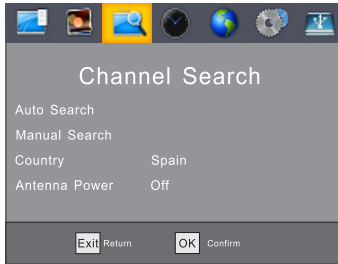 Channel Search
Auto Search
Manual Search
Country Spain
Antenna Power Off
Exit Return OK Confirm